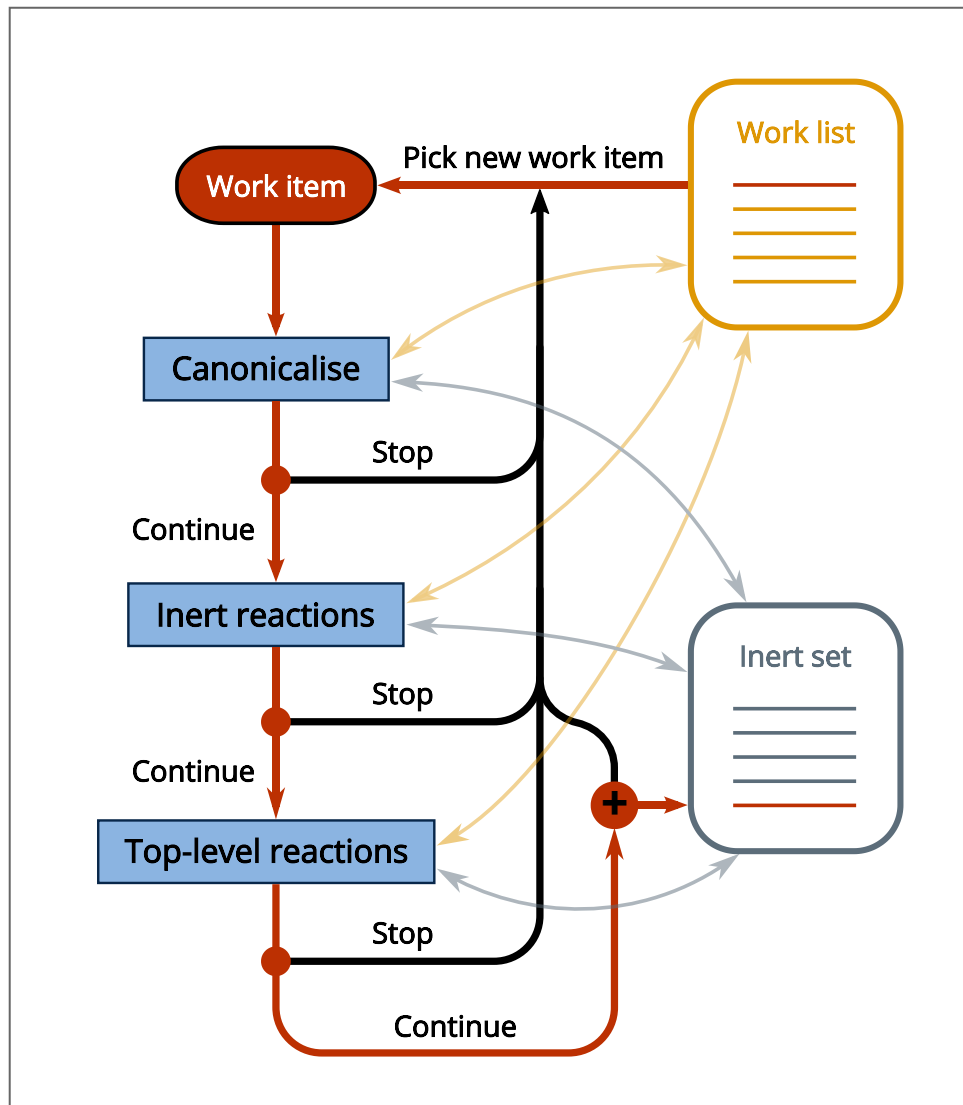 Work list
Pick new work item
Work item
Canonicalise
Stop
Continue
Inert reactions
Inert set
Stop
Continue
+
Top-level reactions
Stop
Continue